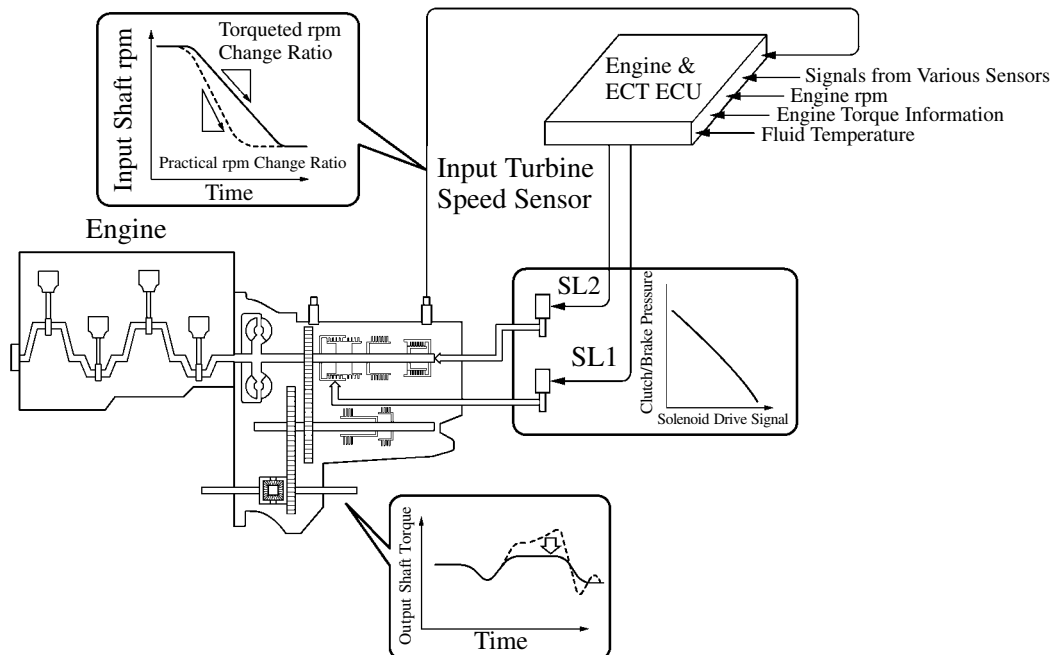 Torqueted rpm
Change Ratio
Input Shaft rpm
Practical rpm Change Ratio
Time
Engine &
ECT ECU
Signals from Various Sensors
Engine rpm
Engine Torque Information
Fluid Temperature
Input Turbine
Speed Sensor
Engine
SL2
SL1
Clutch/Brake Pressure
Solenoid Drive Signal
Output Shaft Torque
Time